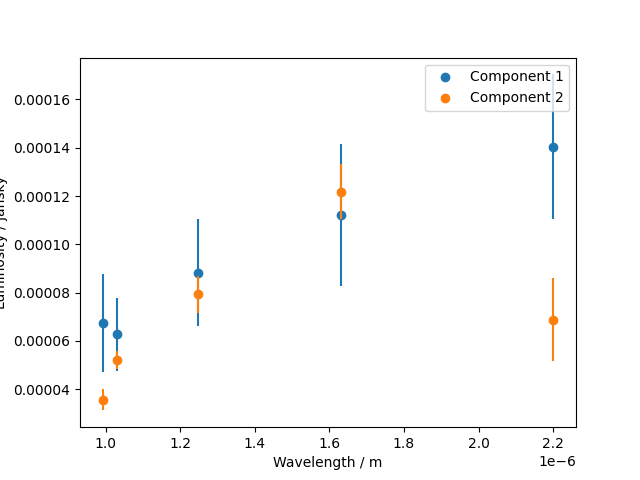 Component 1
Component 2
0.00016
0.00014
0.00012
0.00010
0.00008
0.00006
0.00004
Luminosity / Jansky
1.0
1.2
1.4
1.6
1.8
2.0
2.2
1e−6
Wavelength / m